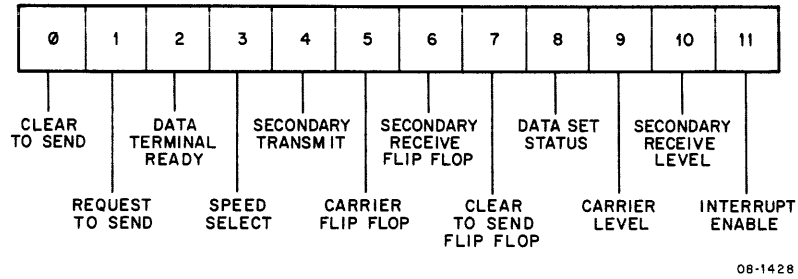 0 1 2 3 4 5 6 7 8 9 10 11
CLEAR
TO SEND
DATA
TERMINAL
READY
SECONDARY
TRANSMIT
SECONDARY
RECEIVE
FLIP FLOP
DATA SET
STATUS
SECONDARY
RECEIVE
LEVEL
REQUEST
TO SEND
SPEED
SELECT
CARRIER
FLIP FLOP
CLEAR
TO SEND
FLIP FLOP
CARRIER
LEVEL
INTERRUPT
ENABLE
08-1428